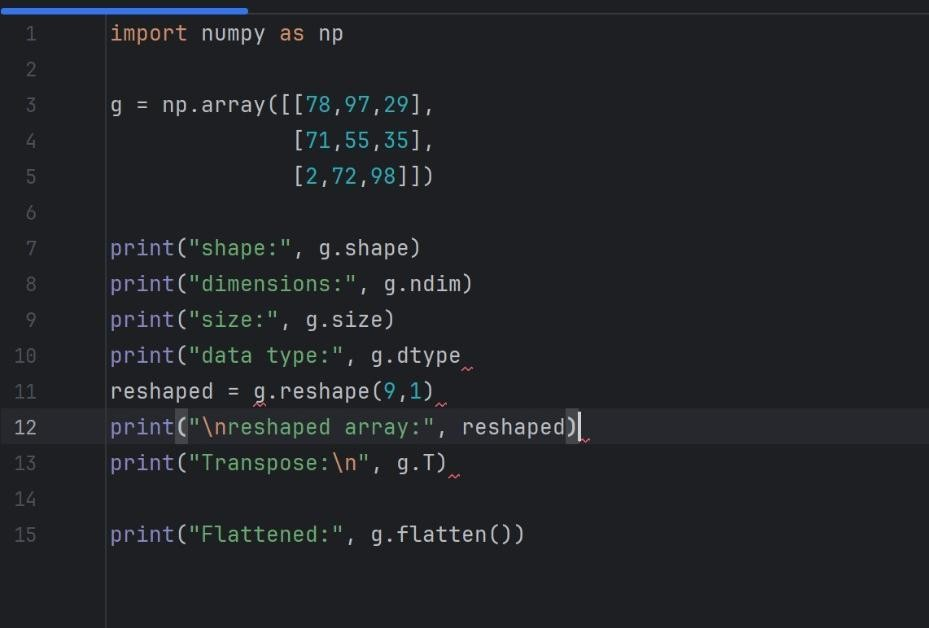 1 import numpy as np
2
3 g = np.array([[78,97,29],
4               [71,55,35],
5               [2,72,98]])
6
7 print("shape:", g.shape)
8 print("dimensions:", g.ndim)
9 print("size:", g.size)
10 print("data type:", g.dtype
11 reshaped = g.reshape(9,1)
12 print("\nreshaped array:", reshaped)
13 print("Transpose:\n", g.T)
14
15 print("Flattened:", g.flatten())